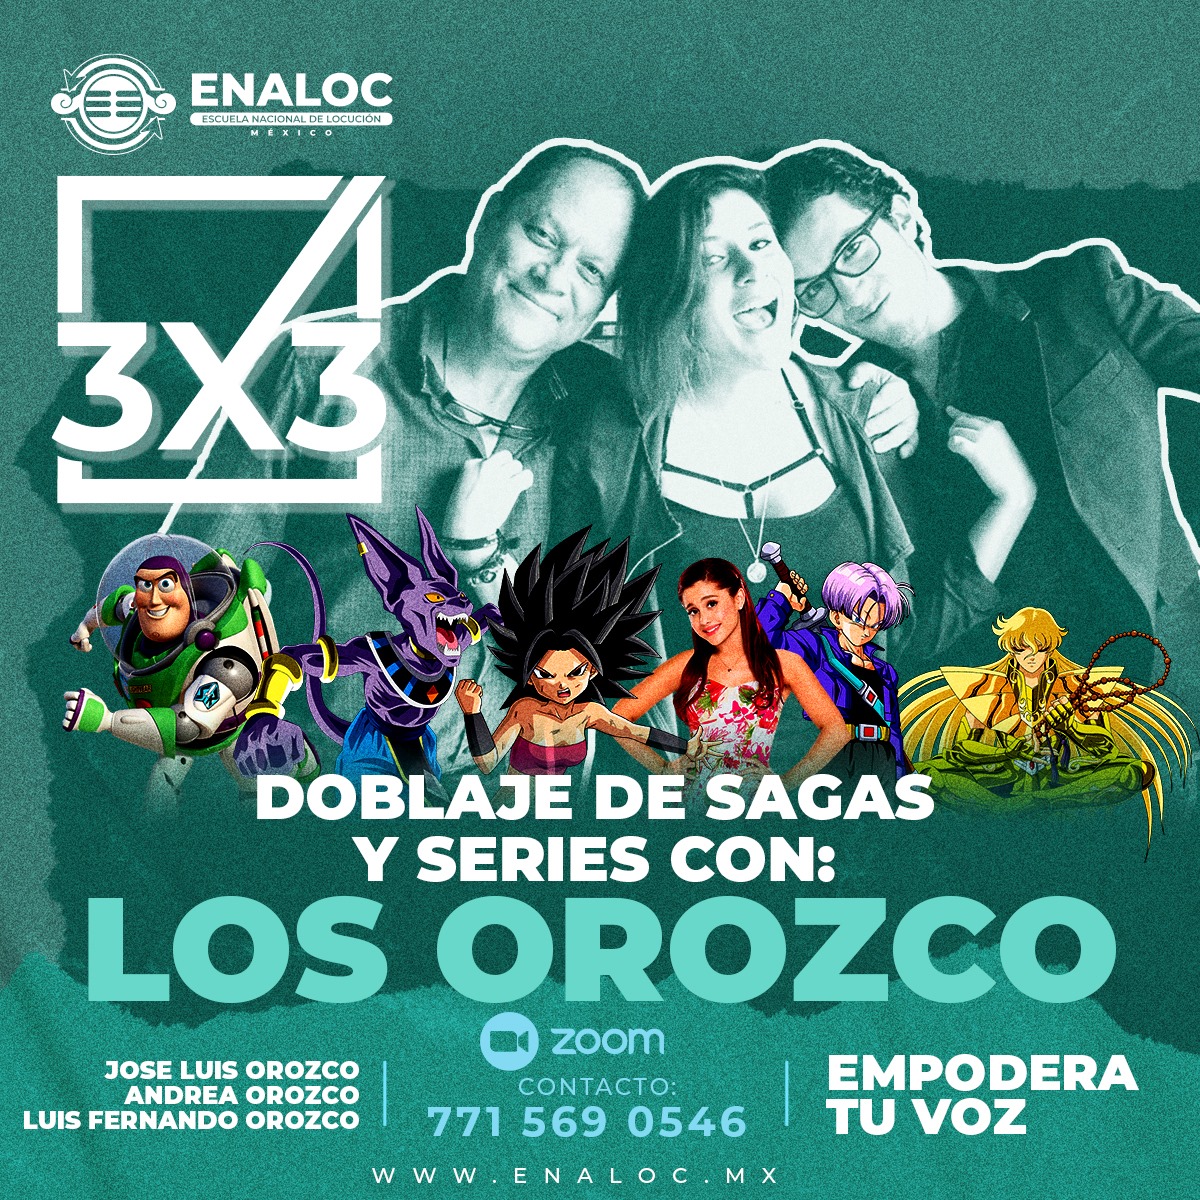 ENALOC
ESCUELA NACIONAL DE LOCUCIÓN
MÉXICO
3X3
DOBLAJE DE SAGAS
Y SERIES CON:
LOS OROZCO
zoom
JOSE LUIS OROZCO
ANDREA OROZCO
LUIS FERNANDO OROZCO
CONTACTO:
771 569 0546
EMPODERA
TU VOZ
WWW.ENALOC.MX